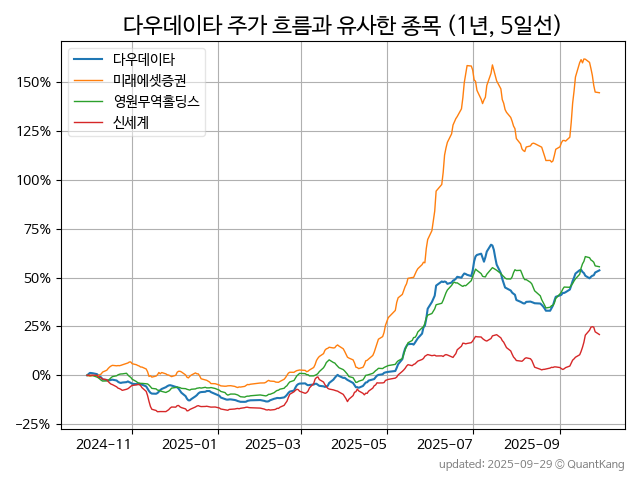 다우데이타 주가 흐름과 유사한 종목 (1년, 5일선)
다우데이타
미래에셋증권
영원무역홀딩스
신세계
150%
125%
100%
75%
50%
25%
0%
−25%
2024-11 2025-01 2025-03 2025-05 2025-07 2025-09
updated: 2025-09-29 © QuantKang